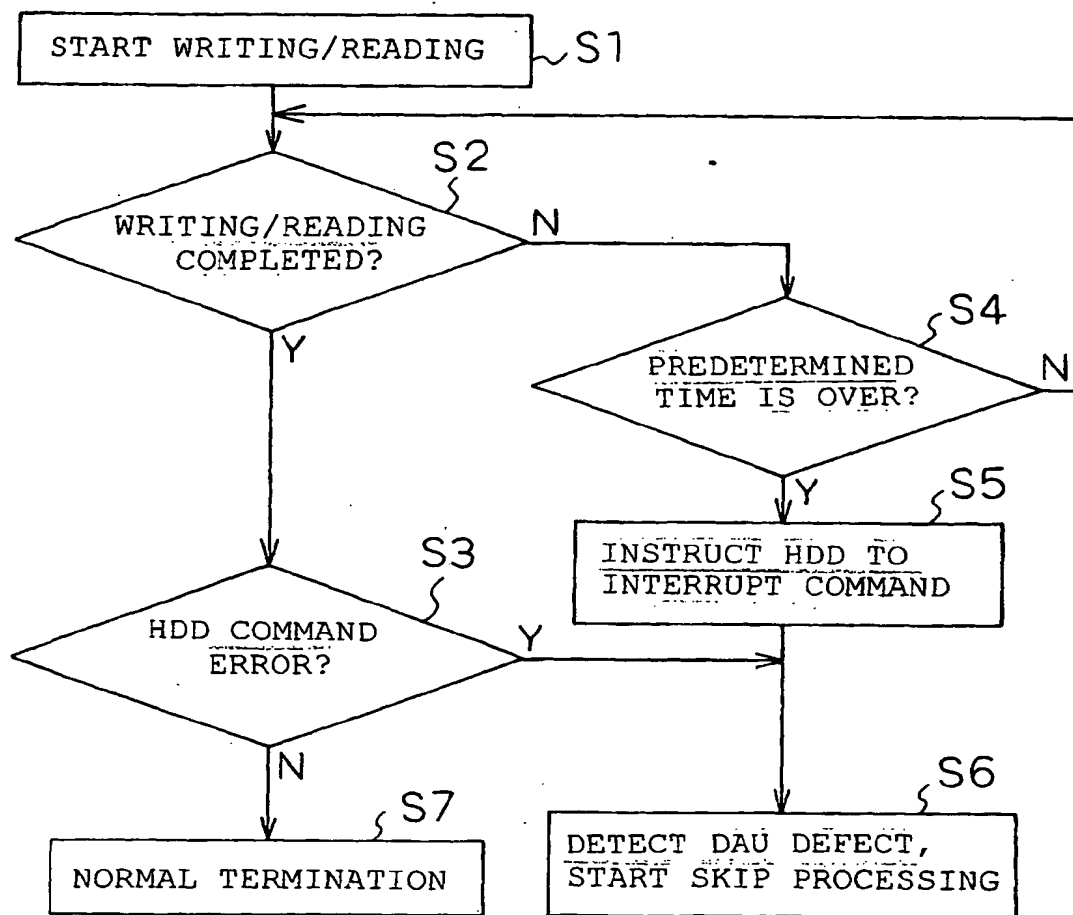 START WRITING/READING
S1
S2
WRITING/READING
COMPLETED?
N
Y
S4
PREDETERMINED
TIME IS OVER?
N
Y
S5
INSTRUCT HDD TO
INTERRUPT COMMAND
S3
HDD COMMAND
ERROR?
Y
N
S7
NORMAL TERMINATION
S6
DETECT DAU DEFECT,
START SKIP PROCESSING